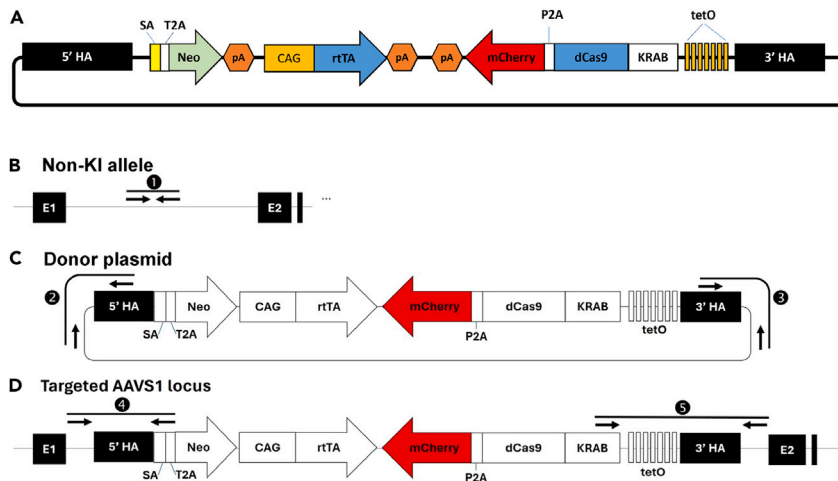 A
SA T2A P2A tetO
5' HA Neo pA CAG rtTA pA pA mCherry dCas9 KRAB 3' HA
B Non-KI allele
1
E1 E2 ...
C Donor plasmid
2 5' HA Neo CAG rtTA mCherry dCas9 KRAB 3' HA 3
SA T2A P2A tetO
D Targeted AAVS1 locus
4 5
E1 5' HA Neo CAG rtTA mCherry dCas9 KRAB 3' HA E2
SA T2A P2A tetO